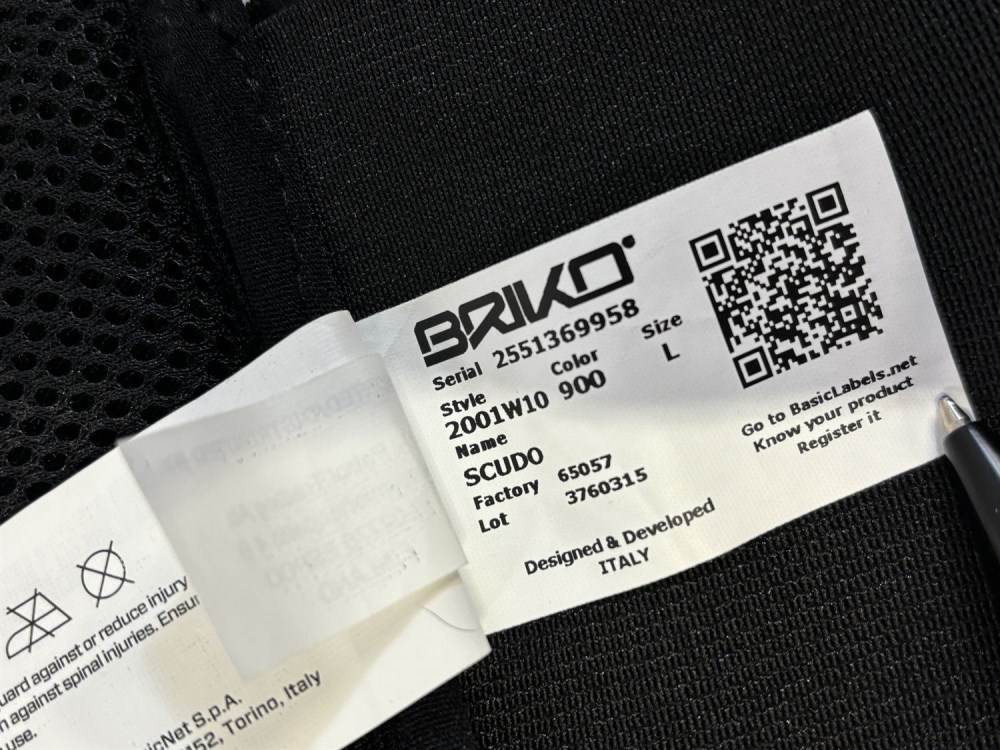 BRIKO
Serial 2551369958
Style Color Size
2001W10 900 L
Name
SCUDO
Factory 65057
Lot 3760315
Designed & Developed
ITALY
Go to BasicLabels.net
Know your product
Register it
guard against or reduce injury
against spinal injuries. Ensu
use.
BasicNet S.p.A.
152, Torino, Italy